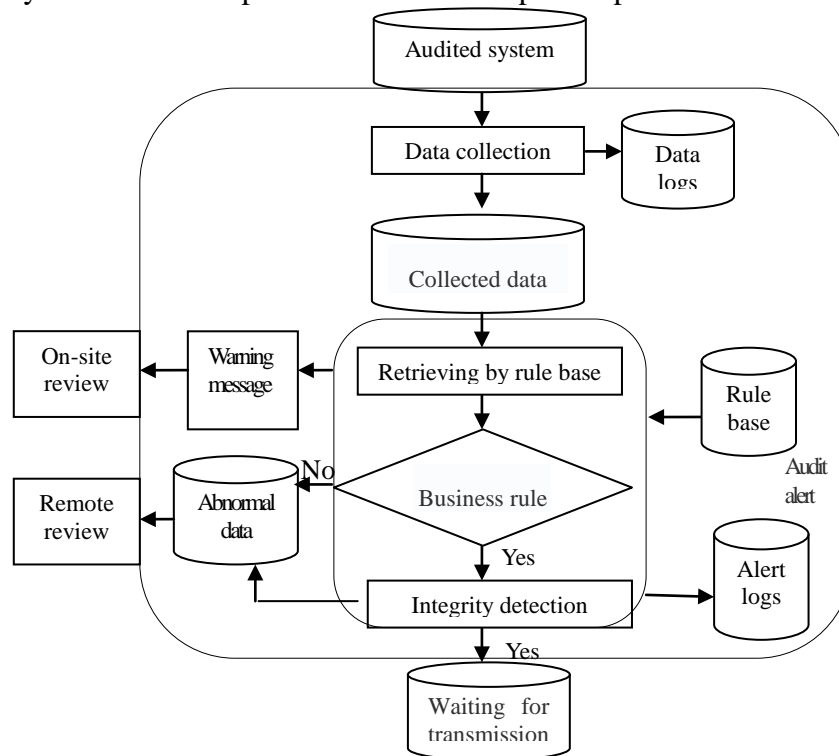 Audited system
Data collection
Data
logs
Collected data
On-site
review
Warning
message
Retrieving by rule base
Rule
base
Audit
alert
No
Remote
review
Abnormal
data
Business rule
Yes
Integrity detection
Alert
logs
Yes
Waiting for
transmission